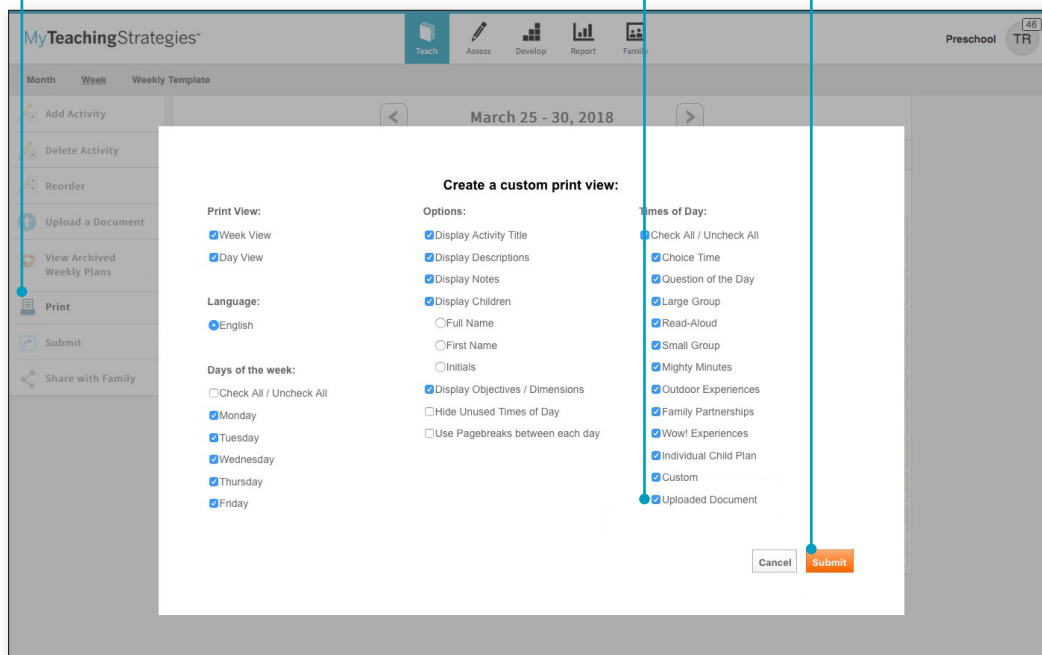 MyTeachingStrategies™
Teach
Assess
Develop
Report
Family
Preschool
TR
46
Month
Week
Weekly Template
Add Activity
Delete Activity
Reorder
Upload a Document
View Archived
Weekly Plans
Print
Submit
Share with Family
March 25 - 30, 2018
Create a custom print view:
Print View:
Week View
Day View
Language:
English
Days of the week:
Check All / Uncheck All
Monday
Tuesday
Wednesday
Thursday
Friday
Options:
Display Activity Title
Display Descriptions
Display Notes
Display Children
Full Name
First Name
Initials
Display Objectives / Dimensions
Hide Unused Times of Day
Use Pagebreaks between each day
Times of Day:
Check All / Uncheck All
Choice Time
Question of the Day
Large Group
Read-Aloud
Small Group
Mighty Minutes
Outdoor Experiences
Family Partnerships
Wow! Experiences
Individual Child Plan
Custom
Uploaded Document
Cancel
Submit